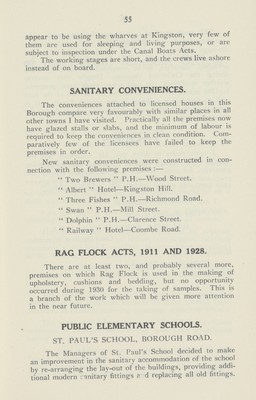 55
appear to be using the wharves at Kingston, very few of
them are used for sleeping and living purposes, or are
subject to inspection under the Canal Boats Acts.
The working stages are short, and the crews live ashore
instead of on board.
SANITARY CONVENIENCES.
The conveniences attached to licensed houses in this
Borough compare very favourably with similar places in all
other towns I have visited. Practically all the premises now
have glazed stalls or slabs, and the minimum of labour is
required to keep the conveniences in clean condition. Com-
paratively few of the licensees have failed to keep the
premises in order.
New sanitary conveniences were constructed in con-
nection with the following premises :—
" Two Brewers " P.H.—Wood Street.
" Albert " Hotel—Kingston Hill.
" Three Fishes " P.H.—Richmond Road.
" Swan " P.H.—Mill Street.
" Dolphin " P.H.—Clarence Street.
" Railway " Hotel—Coombe Road.
RAG FLOCK ACTS, 1911 AND 1928.
There are at least two, and probably several more,
premises on which Rag Flock is used in the making of
upholstery, cushions and bedding, but no opportunity
occurred during 1930 for the taking of samples. This is
a branch of the work which will be given more attention
in the near future.
PUBLIC ELEMENTARY SCHOOLS.
ST. PAUL'S SCHOOL, BOROUGH ROAD.
The Managers of St. Paul's School decided to make
an improvement in the sanitary accommodation of the school
by re-arranging the lay-out of the buildings, providing addi-
tional modern sanitary fittings and replacing all old fittings.